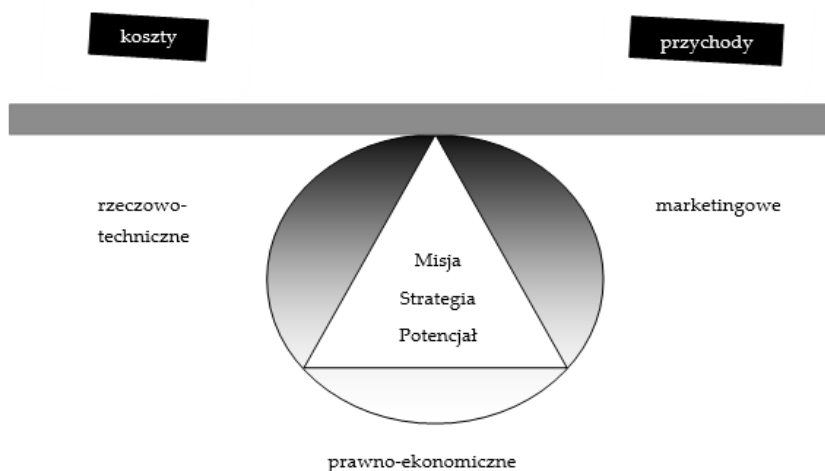 koszty
przychody
rzeczowo-
techniczne
marketingowe
Misja
Strategia
Potencjał
prawno-ekonomiczne